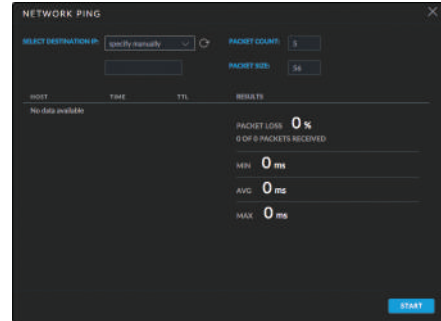 NETWORK PING
SELECT DESTINATION IP: specify manually
PACKET COUNT: 5
PACKET SIZE: 56
HOST TIME TTL
No data available
RESULTS
PACKET LOSS 0 %
0 OF 0 PACKETS RECEIVED
MIN 0 ms
AVG 0 ms
MAX 0 ms
START